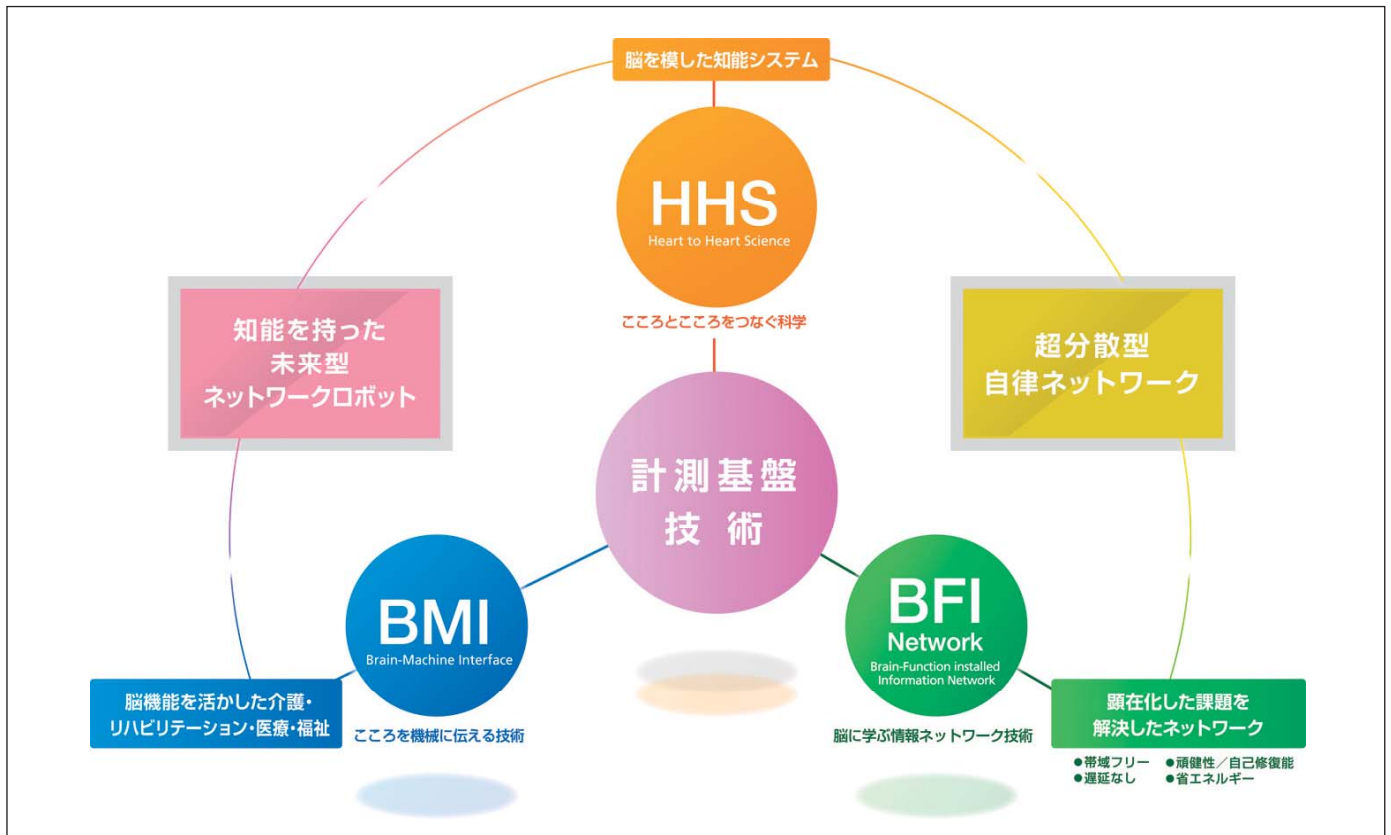 脳を模した知能システム
HHS
Heart to Heart Science
こころとこころをつなぐ科学
知能を持った
未来型
ネットワークロボット
超分散型
自律ネットワーク
計測基盤
技術
BMI
Brain-Machine Interface
こころを機械に伝える技術
脳機能を活かした介護・
リハビリテーション・医療・福祉
BFI
Network
Brain-Function installed
Information Network
脳に学ぶ情報ネットワーク技術
顕在化した課題を
解決したネットワーク
●帯域フリー ●頑健性／自己修復能
●遅延なし ●省エネルギー